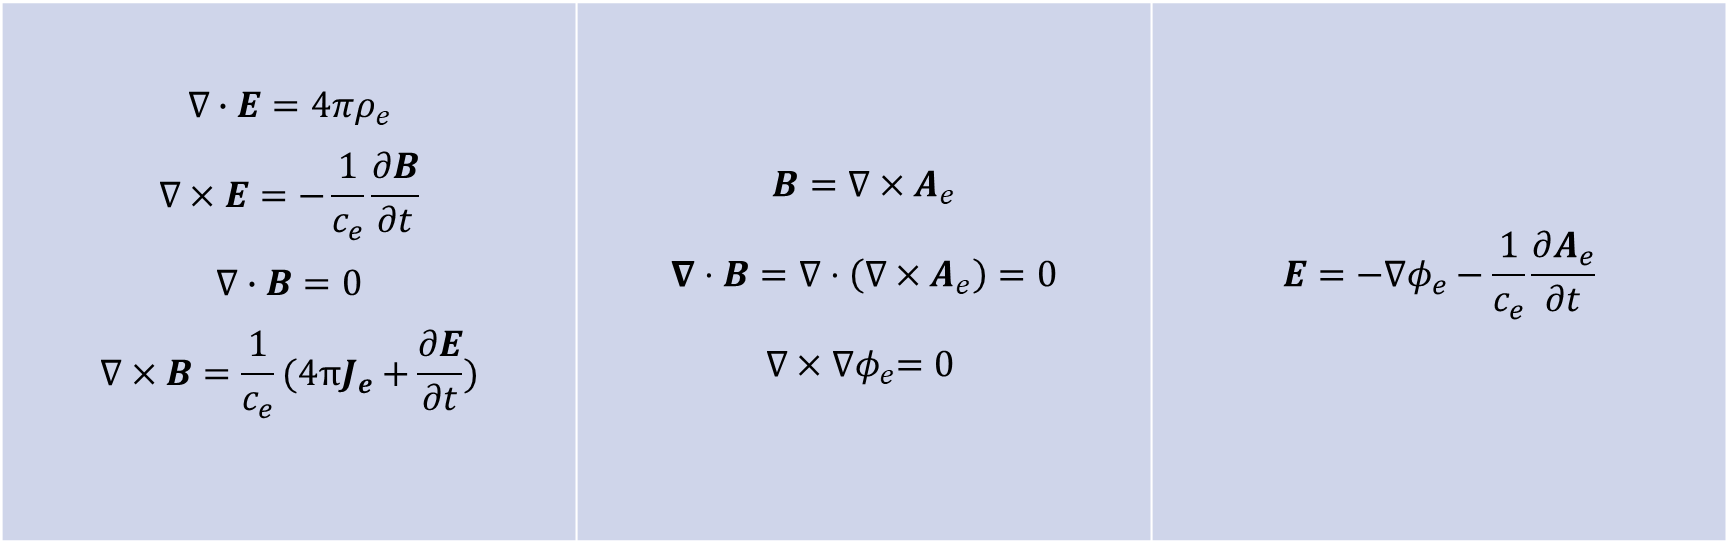 ∇ · 𝑬 = 4𝜋𝜌ₑ
∇ × 𝑬 = − (1/𝑐ₑ) (∂𝑩/∂𝑡)
∇ · 𝑩 = 0
∇ × 𝑩 = (1/𝑐ₑ) (4π𝑱ₑ + ∂𝑬/∂𝑡)
𝑩 = ∇ × 𝑨ₑ
𝛁 · 𝑩 = ∇ · (∇ × 𝑨ₑ) = 0
∇ × ∇𝜙ₑ = 0
𝑬 = −∇𝜙ₑ − (1/𝑐ₑ) (∂𝑨ₑ/∂𝑡)